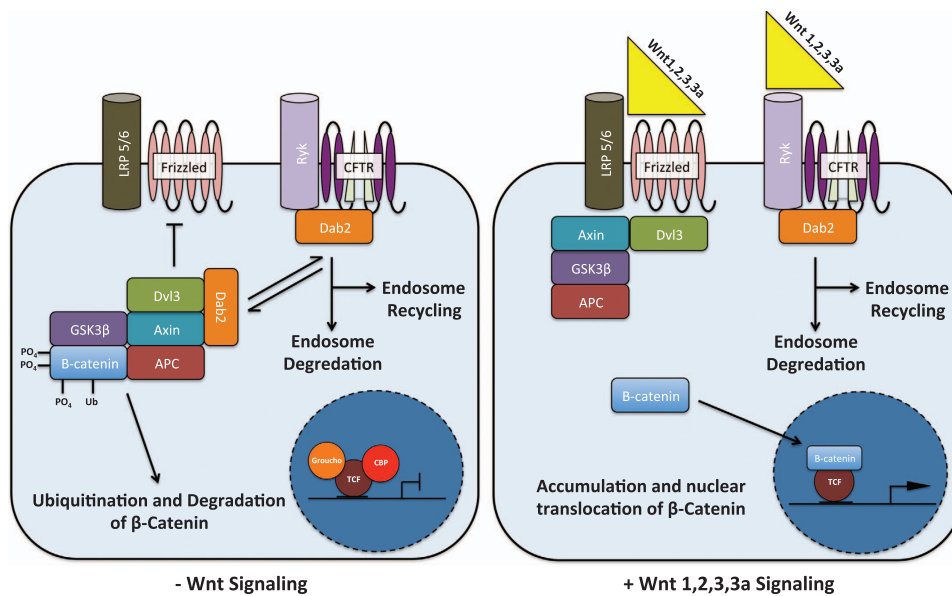 LRP 5/6
Frizzled
Ryk
CFTR
Dab2
Dvl3
Dab2
GSK3β
Axin
B-catenin
APC
PO4
PO4
PO4
Ub
Endosome
Recycling
Endosome
Degradation
Ubiquitination and Degradation
of β-Catenin
Groucho
CBP
TCF
- Wnt Signaling
Wnt1,2,3,3a
Wnt 1,2,3,3a
LRP 5/6
Frizzled
Ryk
CFTR
Axin
Dvl3
Dab2
GSK3β
APC
Endosome
Recycling
Endosome
Degradation
B-catenin
B-catenin
TCF
Accumulation and nuclear
translocation of β-Catenin
+ Wnt 1,2,3,3a Signaling